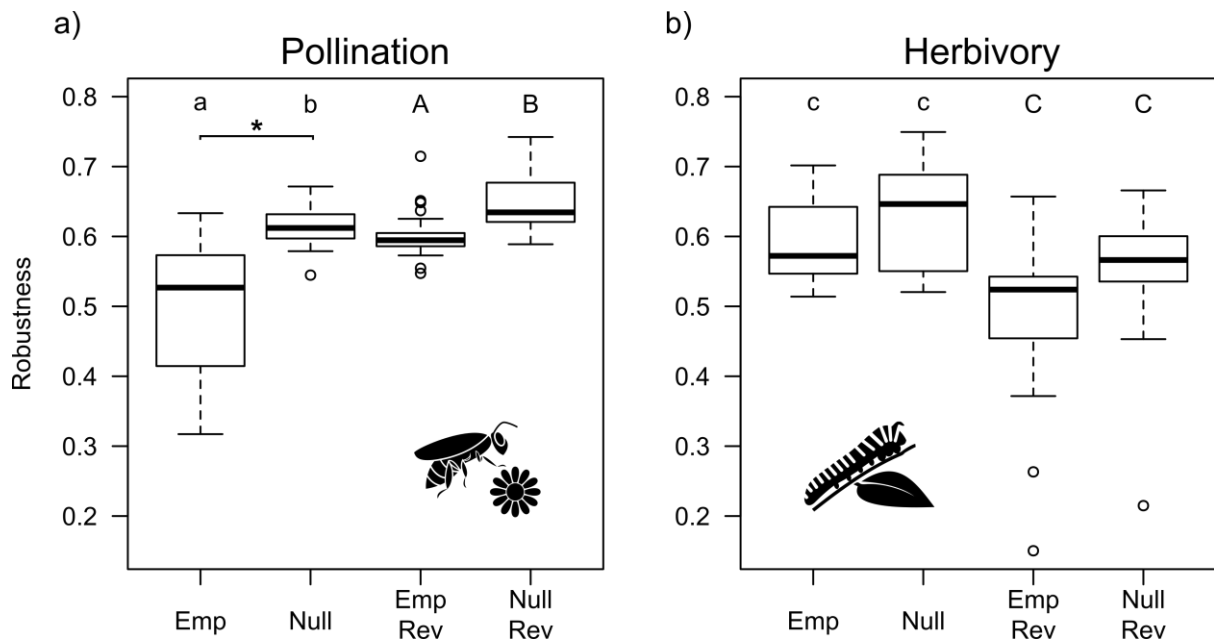 a)
Pollination
0.8
0.7
0.6
0.5
0.4
0.3
0.2
Robustness
a b A B
*
Emp Null Emp Rev Null Rev
b)
Herbivory
0.8
0.7
0.6
0.5
0.4
0.3
0.2
c c C C
Emp Null Emp Rev Null Rev